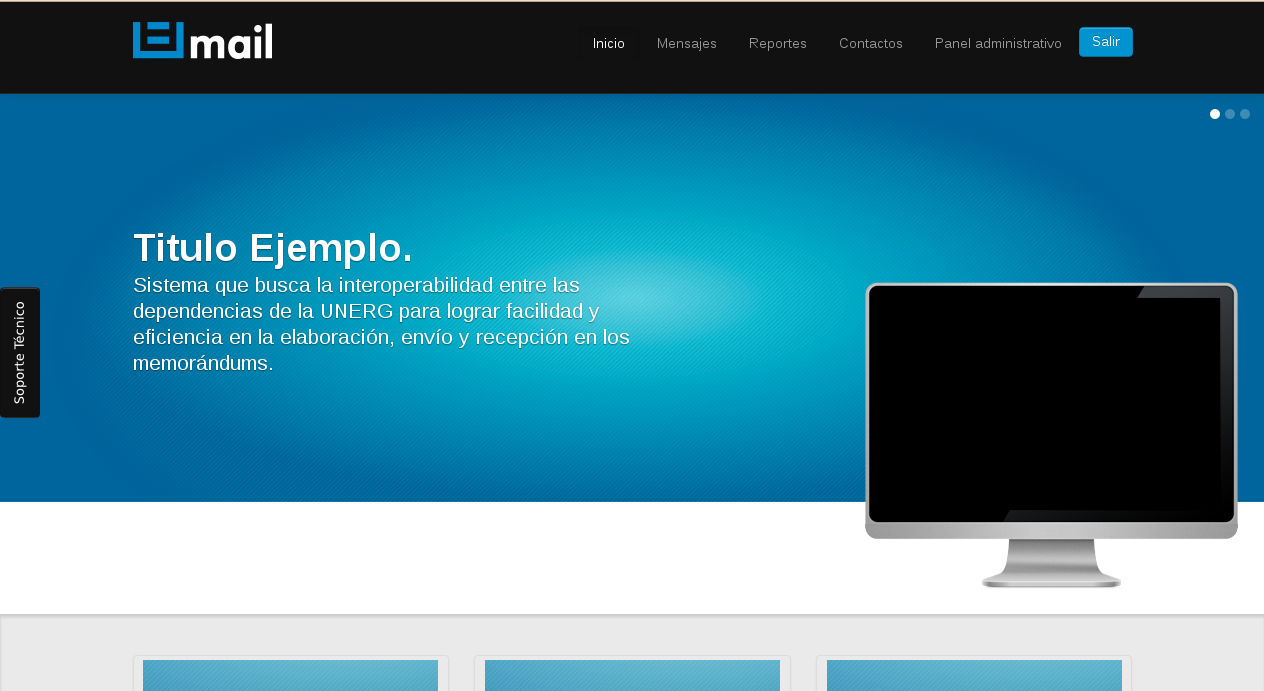 mail
Inicio
Mensajes
Reportes
Contactos
Panel administrativo
Salir
Titulo Ejemplo.
Sistema que busca la interoperabilidad entre las
dependencias de la UNERG para lograr facilidad y
eficiencia en la elaboración, envío y recepción en los
memorándums.
Soporte Técnico